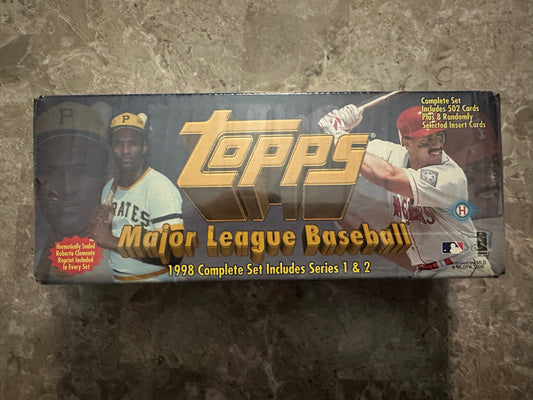 Complete Set
Includes 502 Cards
Plus 8 Randomly
Selected Insert Cards
P
P
TOPPS
PIRATES
Major League Baseball
Hermetically Sealed
Roberto Clemente
Reprint Included
In Every Set
1998 Complete Set Includes Series 1 & 2
H